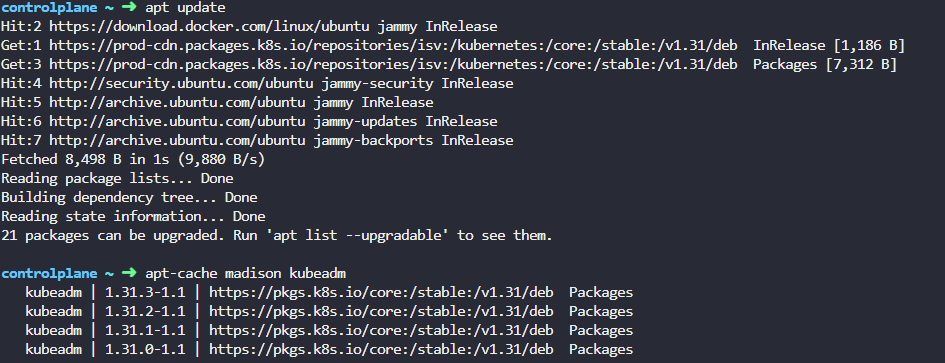 controlplane ~ ➜ apt update
Hit:2 https://download.docker.com/linux/ubuntu jammy InRelease
Get:1 https://prod-cdn.packages.k8s.io/repositories/isv:/kubernetes:/core:/stable:/v1.31/deb  InRelease [1,186 B]
Get:3 https://prod-cdn.packages.k8s.io/repositories/isv:/kubernetes:/core:/stable:/v1.31/deb  Packages [7,312 B]
Hit:4 http://security.ubuntu.com/ubuntu jammy-security InRelease
Hit:5 http://archive.ubuntu.com/ubuntu jammy InRelease
Hit:6 http://archive.ubuntu.com/ubuntu jammy-updates InRelease
Hit:7 http://archive.ubuntu.com/ubuntu jammy-backports InRelease
Fetched 8,498 B in 1s (9,880 B/s)
Reading package lists... Done
Building dependency tree... Done
Reading state information... Done
21 packages can be upgraded. Run 'apt list --upgradable' to see them.
controlplane ~ ➜ apt-cache madison kubeadm
kubeadm | 1.31.3-1.1 | https://pkgs.k8s.io/core:/stable:/v1.31/deb  Packages
kubeadm | 1.31.2-1.1 | https://pkgs.k8s.io/core:/stable:/v1.31/deb  Packages
kubeadm | 1.31.1-1.1 | https://pkgs.k8s.io/core:/stable:/v1.31/deb  Packages
kubeadm | 1.31.0-1.1 | https://pkgs.k8s.io/core:/stable:/v1.31/deb  Packages